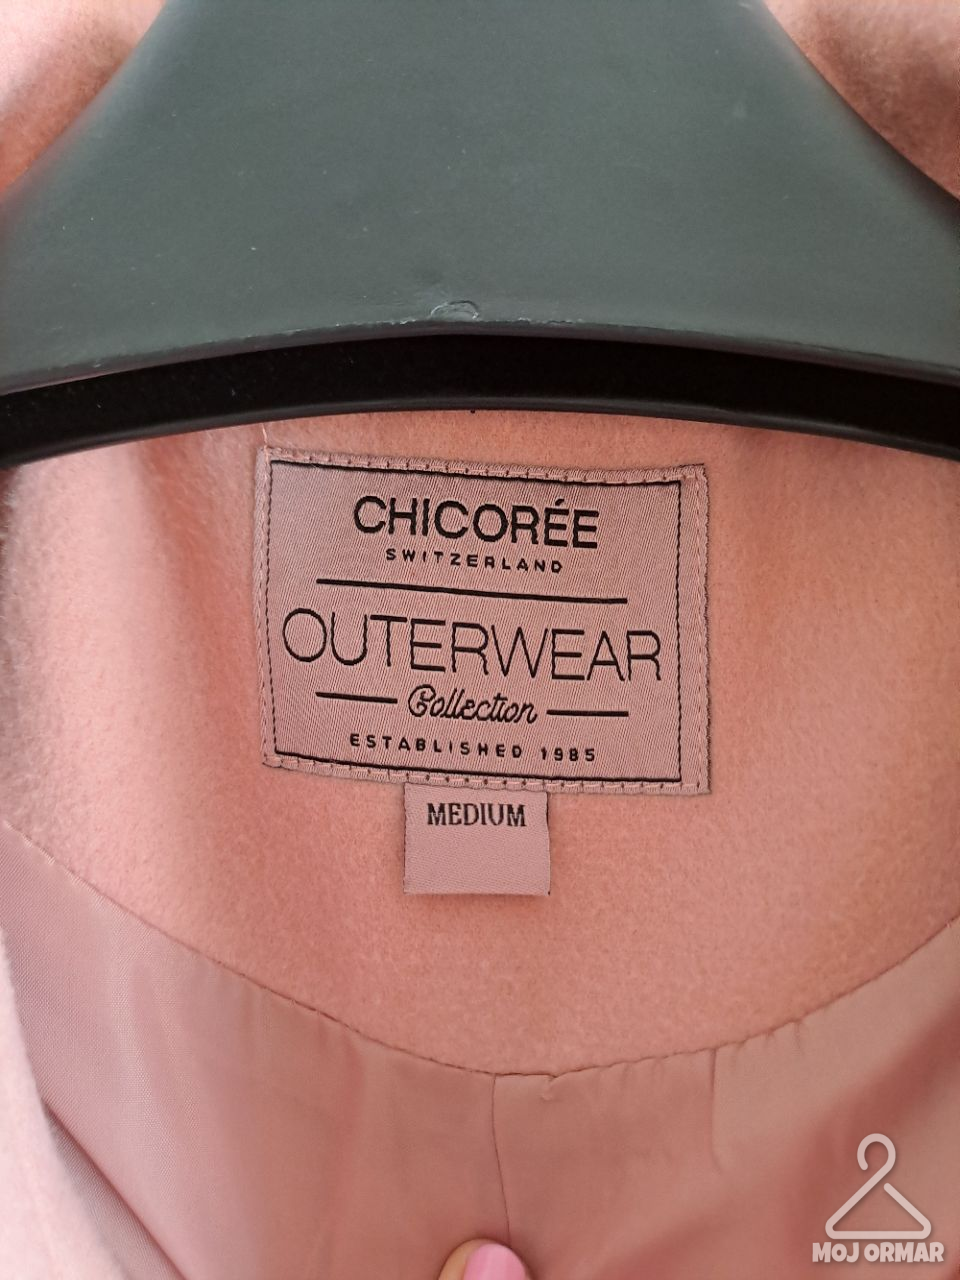 CHICORÉE
SWITZERLAND
OUTERWEAR
Collection
ESTABLISHED 1985
MEDIUM
MOJ ORMAR